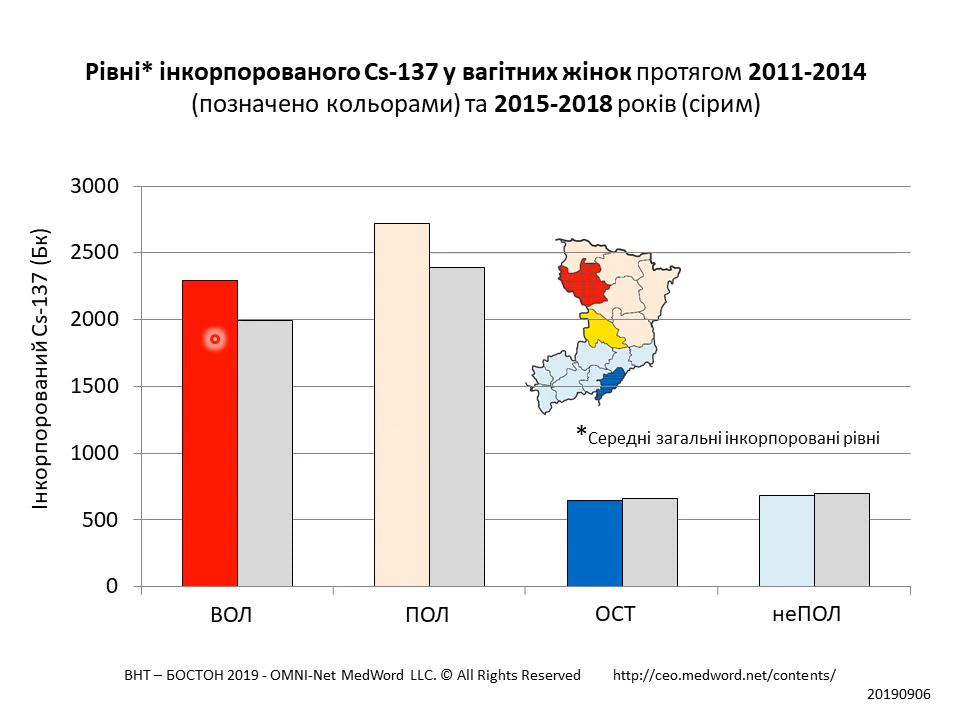 Рівні* інкорпорованого Cs-137 у вагітних жінок протягом 2011-2014
(позначено кольорами) та 2015-2018 років (сірим)
Інкорпорований Cs-137 (Бк)
3000
2500
2000
1500
1000
500
0
*Середні загальні інкорпоровані рівні
ВОЛ ПОЛ ОСТ неПОЛ
ВНТ – БОСТОН 2019 - OMNI-Net MedWord LLC. © All Rights Reserved http://ceo.medword.net/contents/
20190906